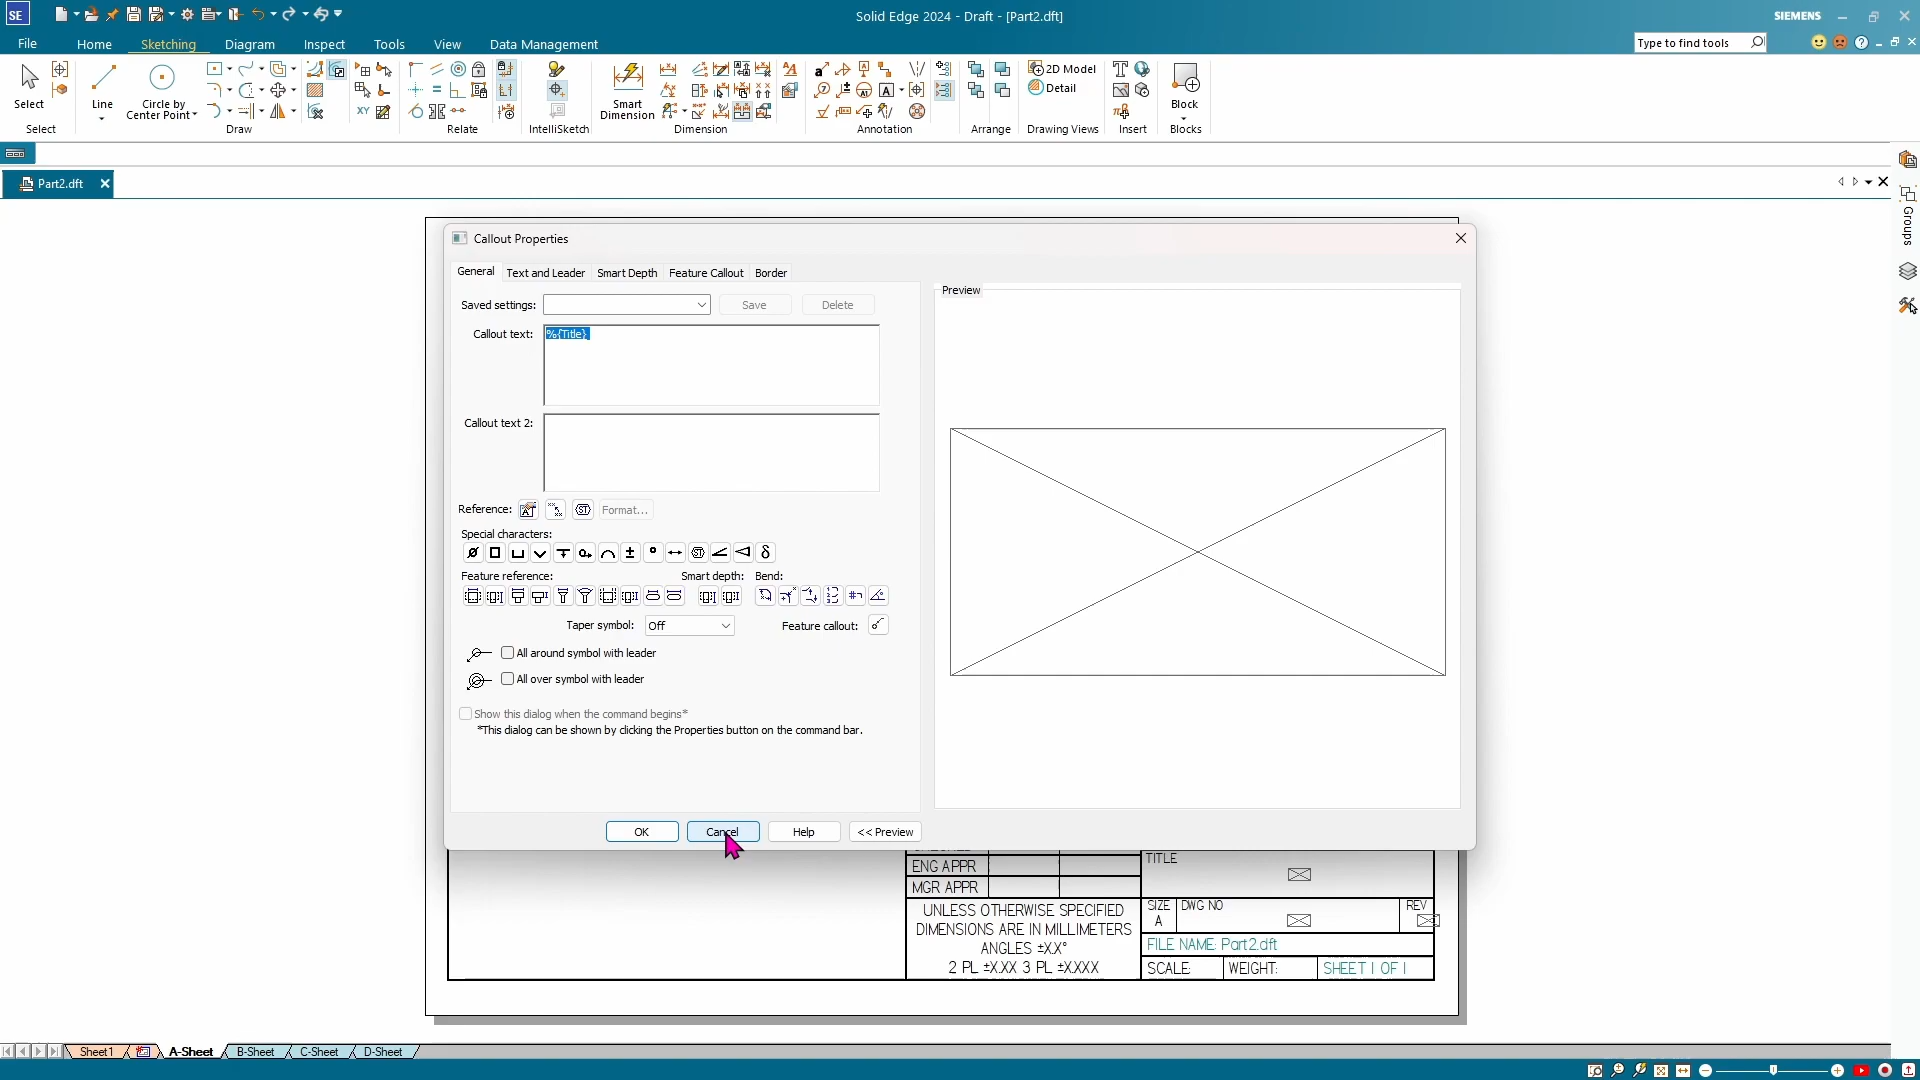 SE
Solid Edge 2024 - Draft - [Part2.dft]
SIEMENS
File
Home
Sketching
Diagram
Inspect
Tools
View
Data Management
Type to find tools
Select
Line
Circle by
Center Point
Smart
Dimension
2D Model
Detail
Block
Select
Draw
Relate
IntelliSketch
Dimension
Annotation
Arrange
Drawing Views
Insert
Blocks
Part2.dft
Groups
Callout Properties
General
Text and Leader
Smart Depth
Feature Callout
Border
Saved settings:
Save
Delete
Callout text:
%{Title}
Callout text 2:
Reference:
Format...
Special characters:
Feature reference:
Smart depth:
Bend:
Taper symbol:
Off
Feature callout:
All around symbol with leader
All over symbol with leader
Show this dialog when the command begins*
*This dialog can be shown by clicking the Properties button on the command bar.
Preview
OK
Cancel
Help
<< Preview
ENG APPR
MGR APPR
TITLE
UNLESS OTHERWISE SPECIFIED
DIMENSIONS ARE IN MILLIMETERS
ANGLES ±X.X°
2 PL ±X.XX 3 PL ±X.XXX
SIZE
A
DWG NO
REV
FILE NAME: Part2.dft
SCALE:
WEIGHT:
SHEET 1 OF 1
Sheet1
A-Sheet
B-Sheet
C-Sheet
D-Sheet